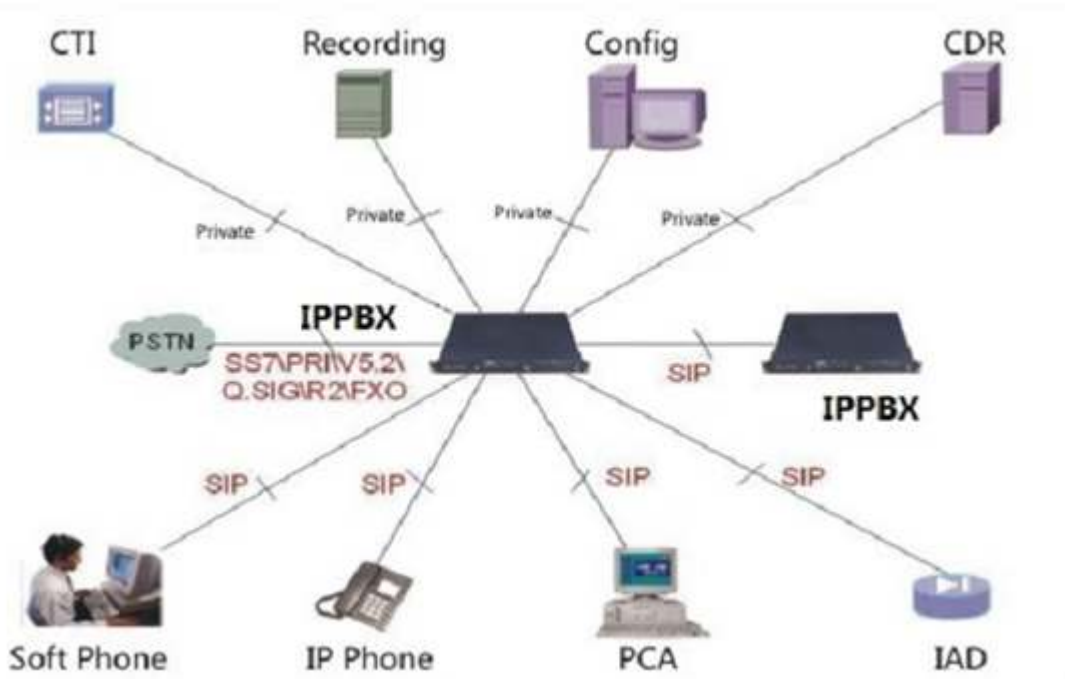 CTI
Recording
Config
CDR
Private
Private
Private
Private
IPPBX
PSTN
SS7\PRI\V5.2\
Q.SIG\R2\FXO
SIP
IPPBX
SIP
SIP
SIP
SIP
Soft Phone
IP Phone
PCA
IAD